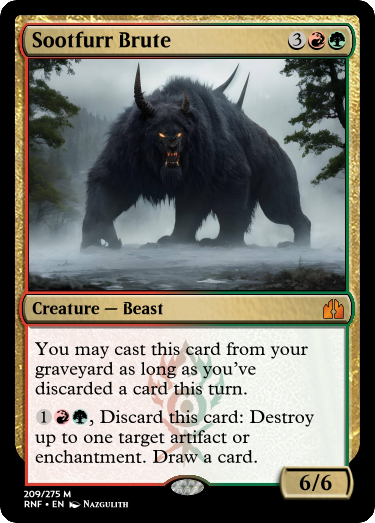 Sootfurr Brute 3
Creature — Beast
You may cast this card from your
graveyard as long as you’ve
discarded a card this turn.
1, Discard this card: Destroy
up to one target artifact or
enchantment. Draw a card.
6/6
209/275 M
RNF • EN Nazgulith